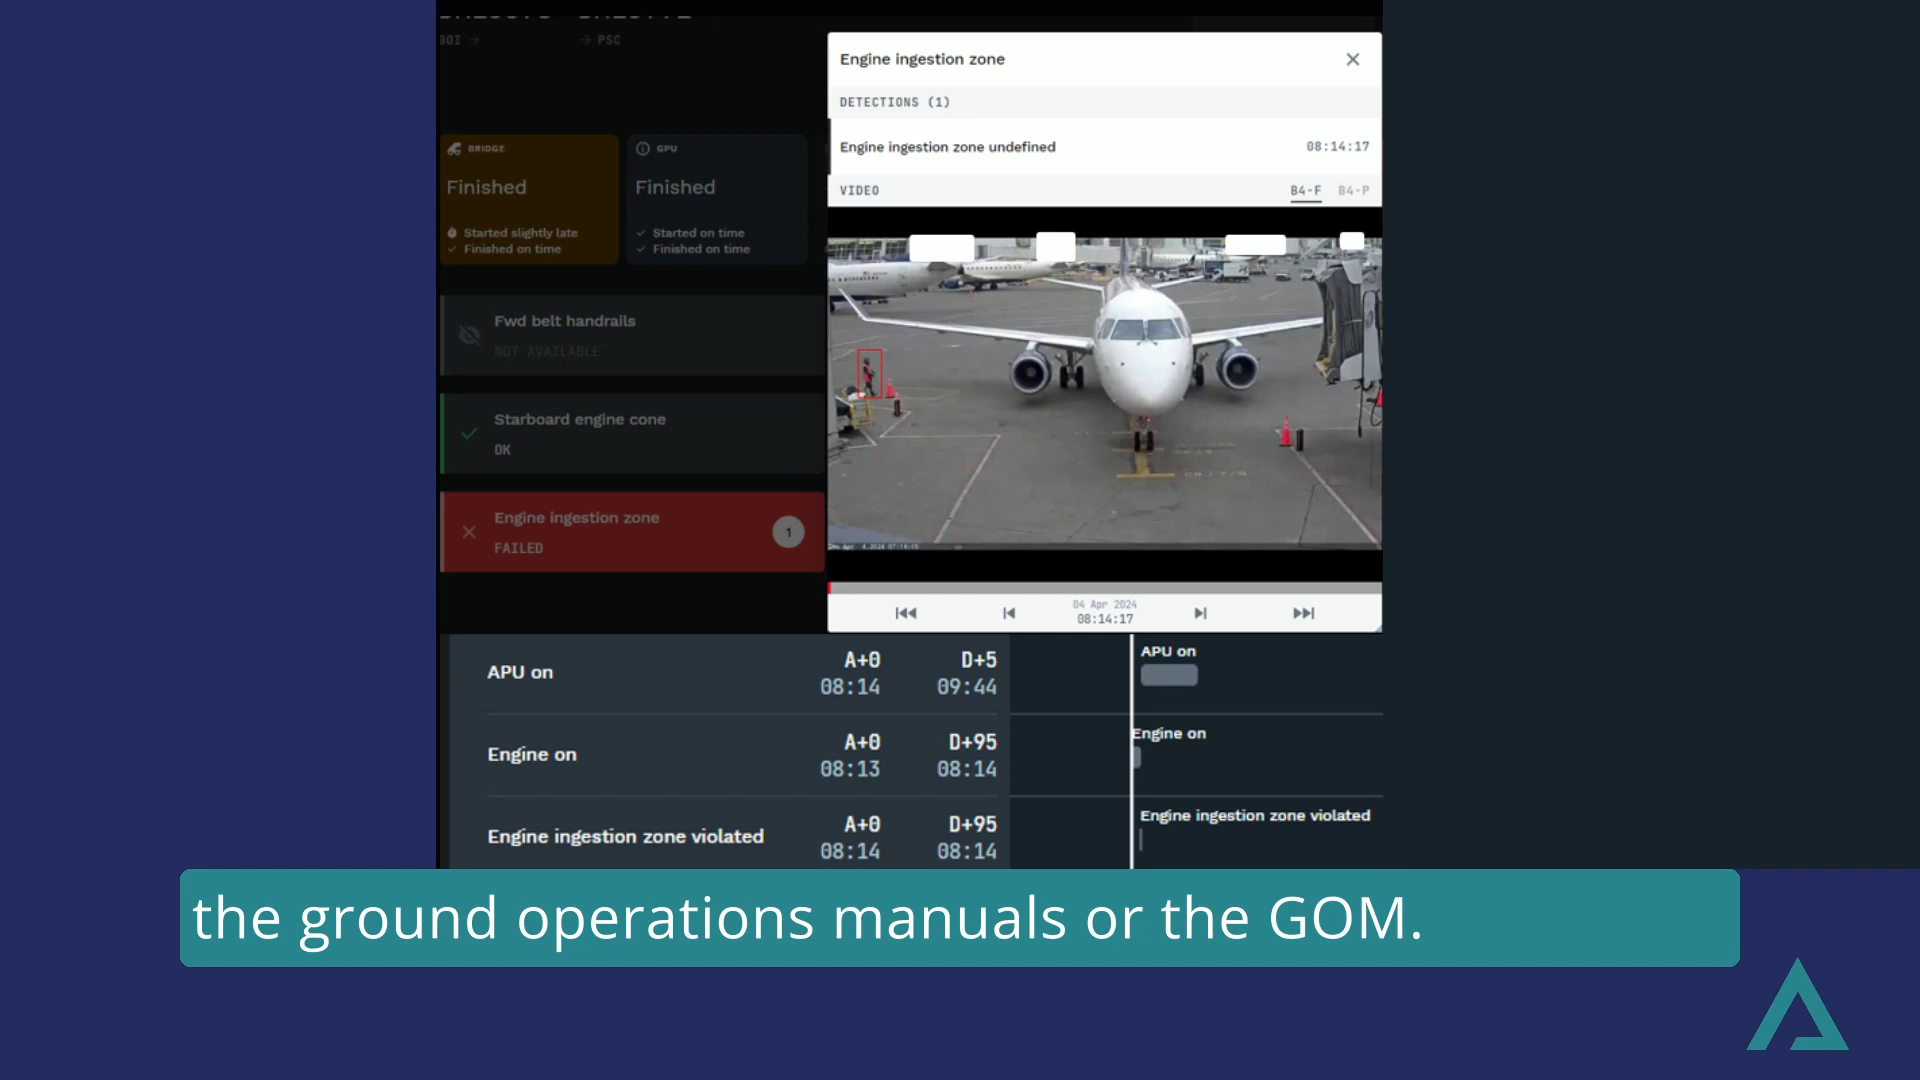 BOI →
→ PSC
Engine ingestion zone
DETECTIONS (1)
Engine ingestion zone undefined 08:14:17
VIDEO B4-F B4-P
BRIDGE
Finished
Started slightly late
Finished on time
GPU
Finished
Started on time
Finished on time
Fwd belt handrails
NOT AVAILABLE
Starboard engine cone
OK
Engine ingestion zone
FAILED
1
04 Apr 2024
08:14:17
APU on A+0 D+5
08:14 09:44
Engine on A+0 D+95
08:13 08:14
Engine ingestion zone violated A+0 D+95
08:14 08:14
APU on
Engine on
Engine ingestion zone violated
the ground operations manuals or the GOM.